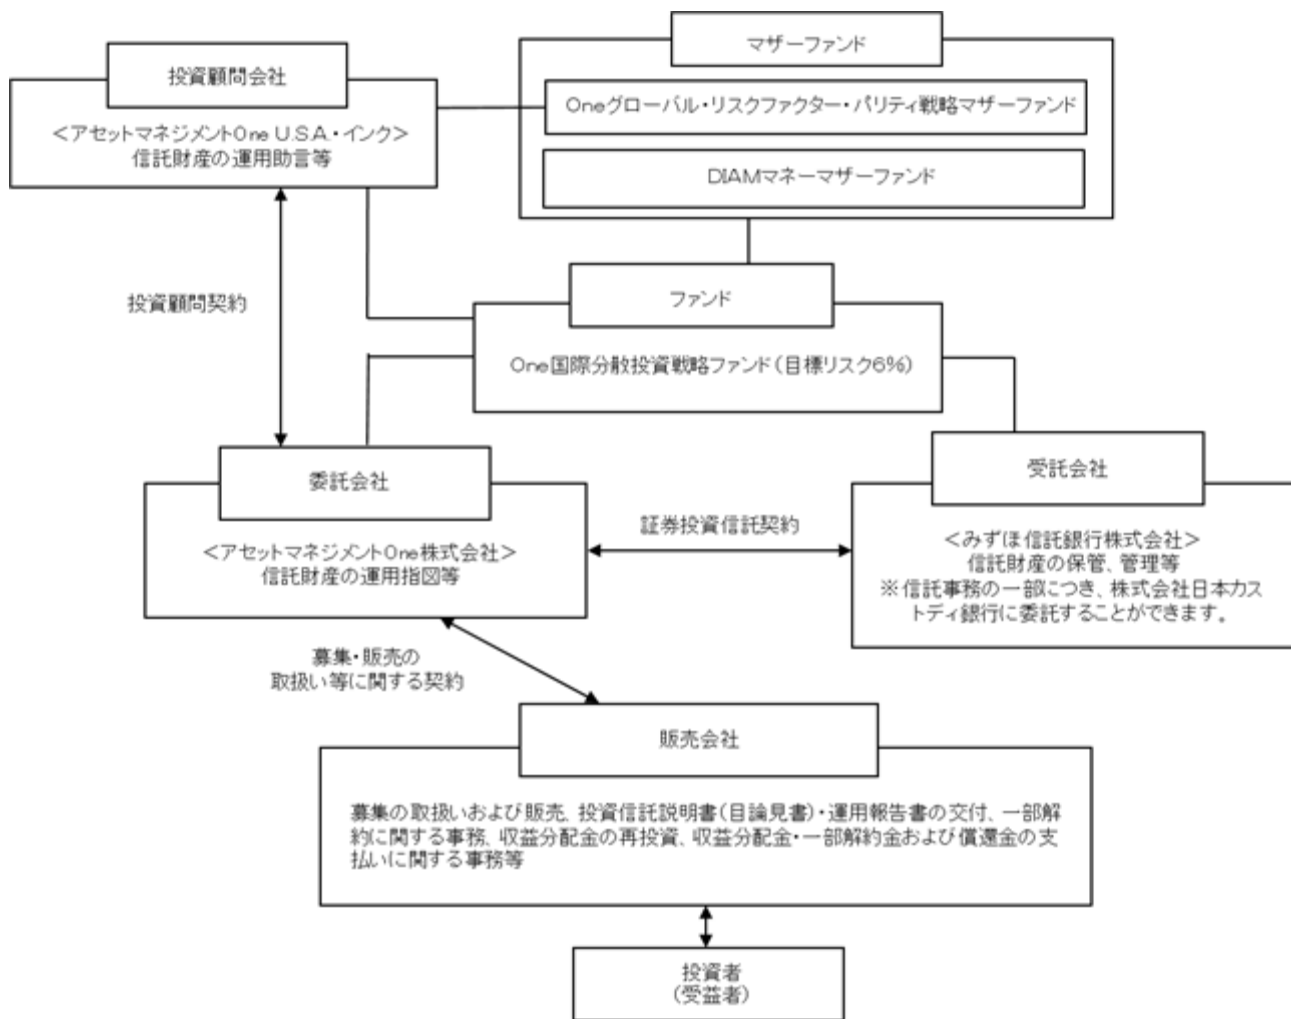 マザーファンド
投資顧問会社
Oneグローバル・リスクファクター・パリティ戦略マザーファンド
＜アセットマネジメントOne U.S.A.・インク＞
信託財産の運用助言等
DIAMマネーマザーファンド
投資顧問契約
ファンド
One国際分散投資戦略ファンド（目標リスク6%）
委託会社
受託会社
＜アセットマネジメントOne株式会社＞
信託財産の運用指図等
証券投資信託契約
＜みずほ信託銀行株式会社＞
信託財産の保管、管理等
※信託事務の一部につき、株式会社日本カス
トディ銀行に委託することができます。
募集・販売の
取扱い等に関する契約
販売会社
募集の取扱いおよび販売、投資信託説明書（目論見書）・運用報告書の交付、一部解
約に関する事務、収益分配金の再投資、収益分配金・一部解約金および償還金の支
払いに関する事務等
投資者
（受益者）